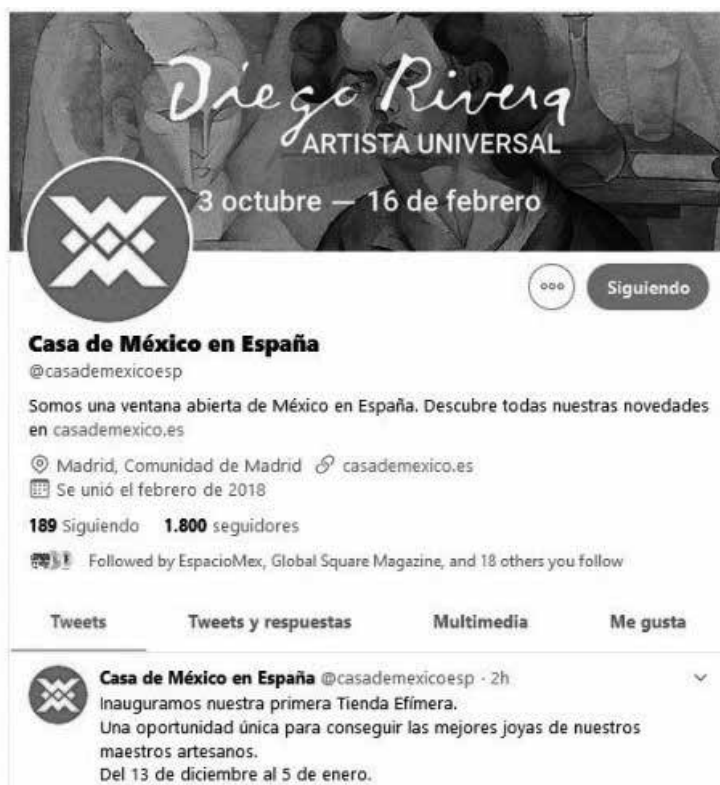 Diego Rivera
ARTISTA UNIVERSAL
3 octubre — 16 de febrero
Siguiendo
Casa de México en España
@casademexicoesp
Somos una ventana abierta de México en España. Descubre todas nuestras novedades
en casademexico.es
Madrid, Comunidad de Madrid casademexico.es
Se unió el febrero de 2018
189 Siguiendo 1.800 seguidores
Followed by EspacioMex, Global Square Magazine, and 18 others you follow
Tweets Tweets y respuestas Multimedia Me gusta
Casa de México en España @casademexicoesp · 2h
Inauguramos nuestra primera Tienda Efímera.
Una oportunidad única para conseguir las mejores joyas de nuestros
maestros artesanos.
Del 13 de diciembre al 5 de enero.